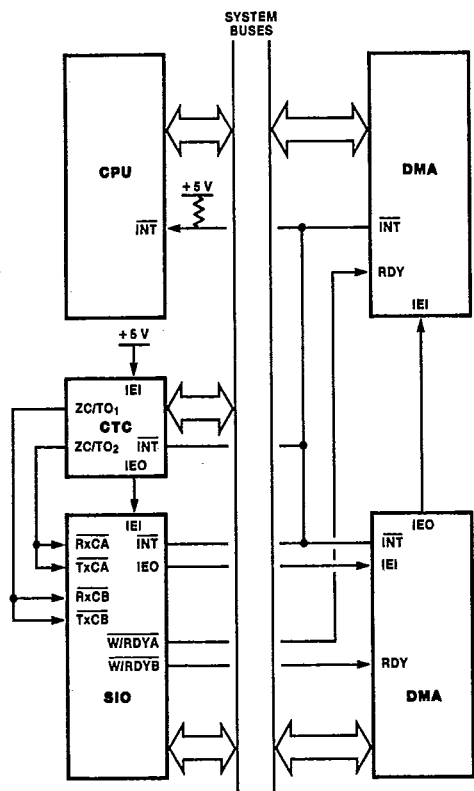 SYSTEM
BUSES
CPU
+5 V
INT
DMA
INT
RDY
IEI
+5 V
IEI
ZC/TO1
CTC
ZC/TO2
INT
IEO
IEI
RxCA
INT
TxCA
IEO
RxCB
TxCB
W/RDYA
W/RDYB
SIO
IEO
INT
IEI
RDY
DMA